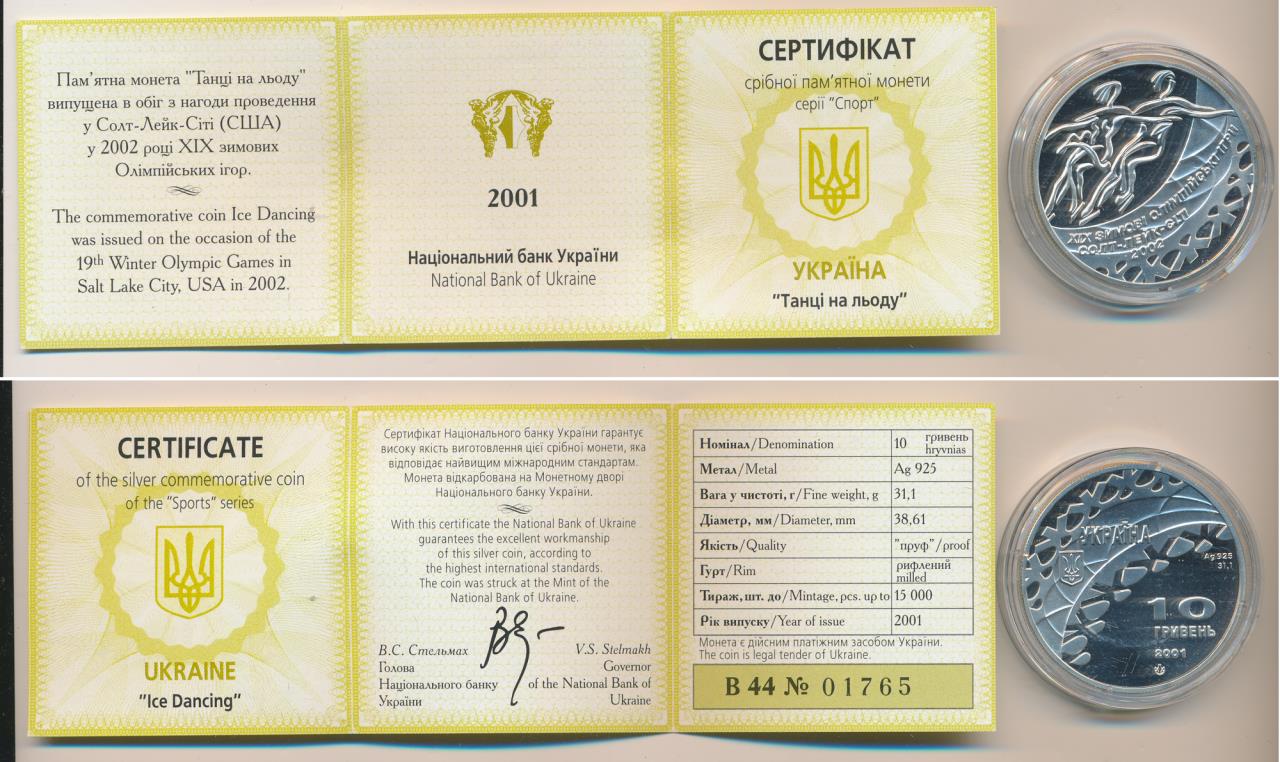 Пам’ятна монета "Танці на льоду"
випущена в обіг з нагоди проведення
у Солт-Лейк-Сіті (США)
у 2002 році XIX зимових
Олімпійських ігор.
The commemorative coin Ice Dancing
was issued on the occasion of the
19th Winter Olympic Games in
Salt Lake City, USA in 2002.
2001
Національний банк України
National Bank of Ukraine
СЕРТИФІКАТ
срібної пам’ятної монети
серії "Спорт"
УКРАЇНА
"Танці на льоду"
XIX ЗИМОВІ ОЛІМПІЙСЬКІ ІГРИ
СОЛТ-ЛЕЙК-СІТІ
2002
CERTIFICATE
of the silver commemorative coin
of the "Sports" series
UKRAINE
"Ice Dancing"
Сертифікат Національного банку України гарантує
високу якість виготовлення цієї срібної монети, яка
відповідає найвищим міжнародним стандартам.
Монета відкарбована на Монетному дворі
Національного банку України.
With this certificate the National Bank of Ukraine
guarantees the excellent workmanship
of this silver coin, according to
the highest international standards.
The coin was struck at the Mint of the
National Bank of Ukraine.
В.С. Стельмах V.S. Stelmakh
Голова Governor
Національного банку of the National Bank of
України Ukraine
Номінал/Denomination 10 гривень hryvnias
Метал/Metal Ag 925
Вага у чистоті, г/Fine weight, g 31,1
Діаметр, мм/Diameter, mm 38,61
Якість/Quality "пруф"/proof
Гурт/Rim рифлений milled
Тираж, шт. до/Mintage, pcs. up to 15 000
Рік випуску/Year of issue 2001
Монета є дійсним платіжним засобом України.
The coin is legal tender of Ukraine.
В 44 № 01765
УКРАЇНА
Ag 925
31,1
10
ГРИВЕНЬ
2001